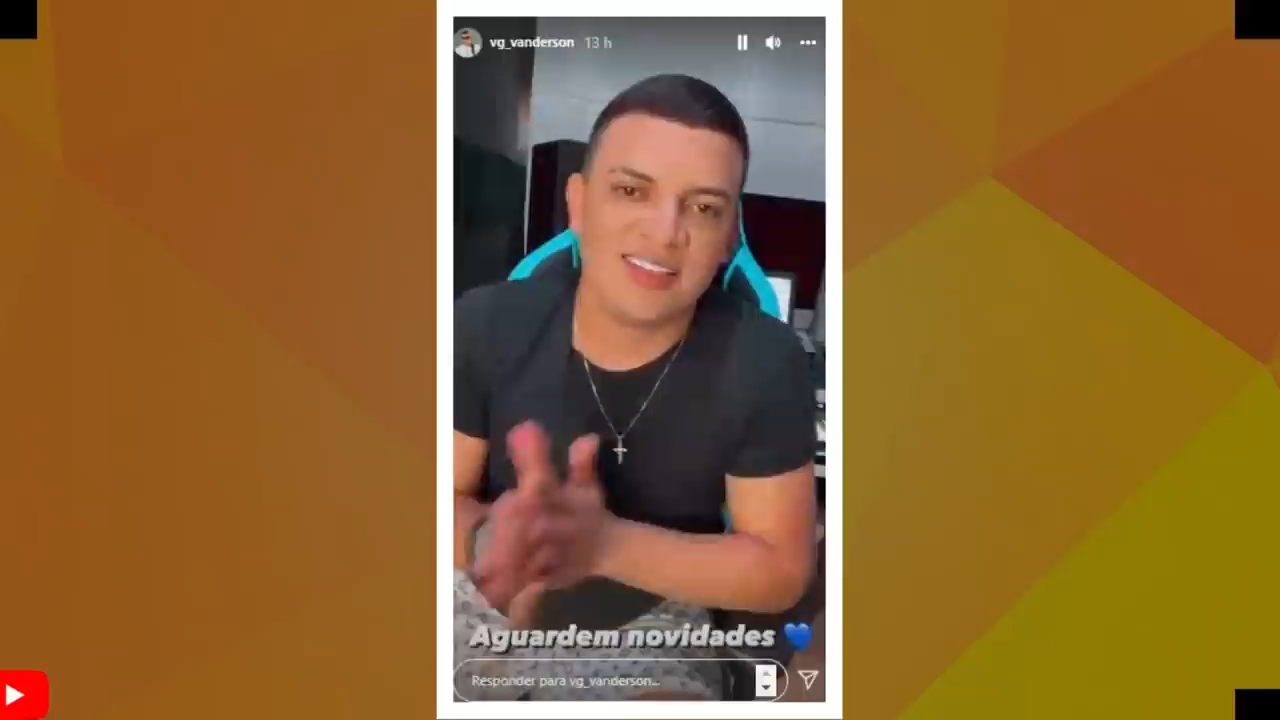 vg_vanderson 13 h
Aguardem novidades 💙
Responder para vg_vanderson...